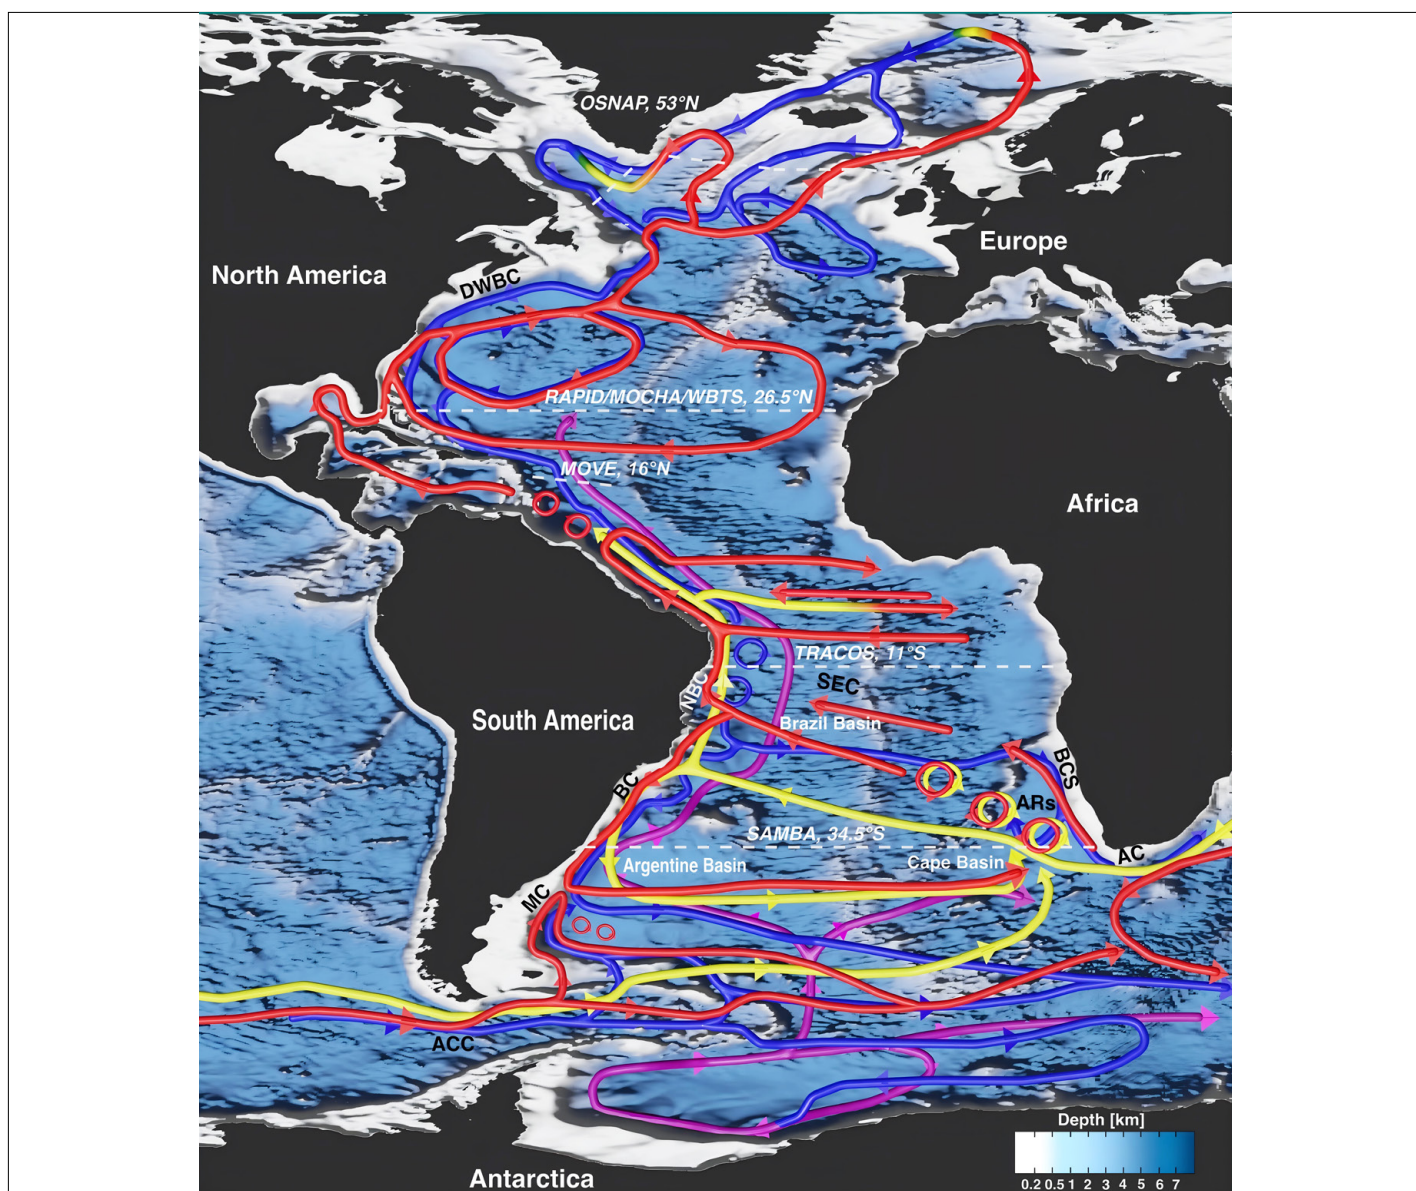 OSNAP, 53°N
Europe
North America
DWBC
RAPID/MOCHA/WBTS, 26.5°N
MOVE, 16°N
Africa
TRACOS, 11°S
SEC
NBC
South America
Brazil Basin
BCS
BC
ARs
SAMBA, 34.5°S
AC
Argentine Basin
Cape Basin
MC
ACC
Depth [km]
0.2 0.5 1 2 3 4 5 6 7
Antarctica